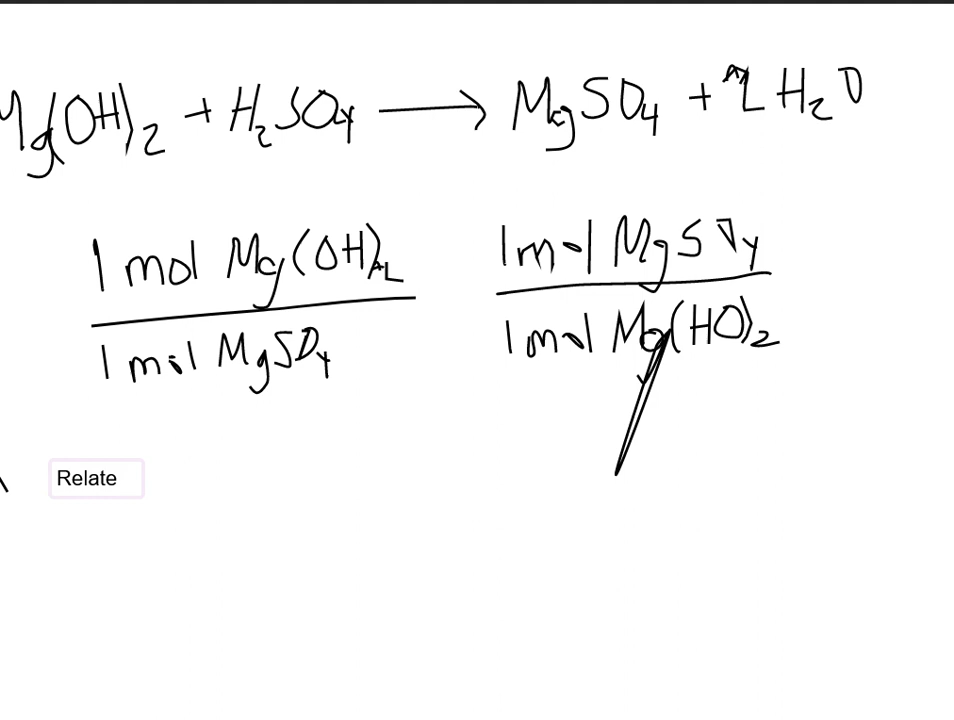 Mg(OH)2 + H2SO4 → MgSO4 + 2 H2O
1 mol Mg(OH)2 1 mol MgSO4
1 mol MgSO4 1 mol Mg(HO)2
Relate